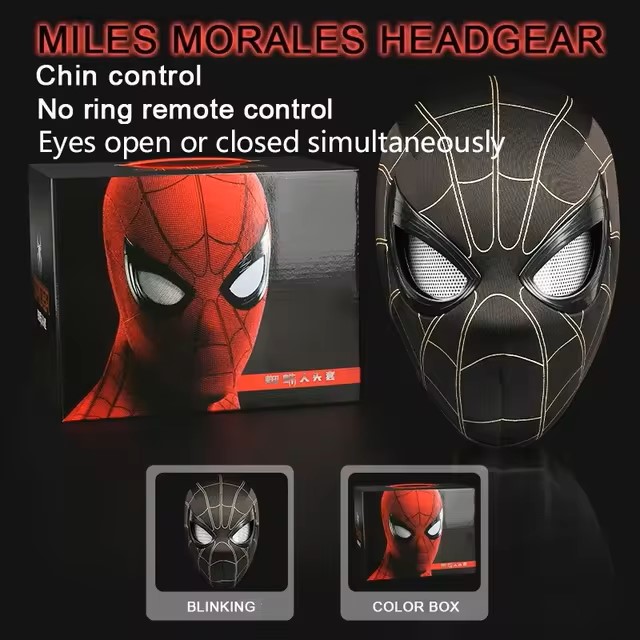 MILES MORALES HEADGEAR
Chin control
No ring remote control
Eyes open or closed simultaneously
BLINKING
COLOR BOX